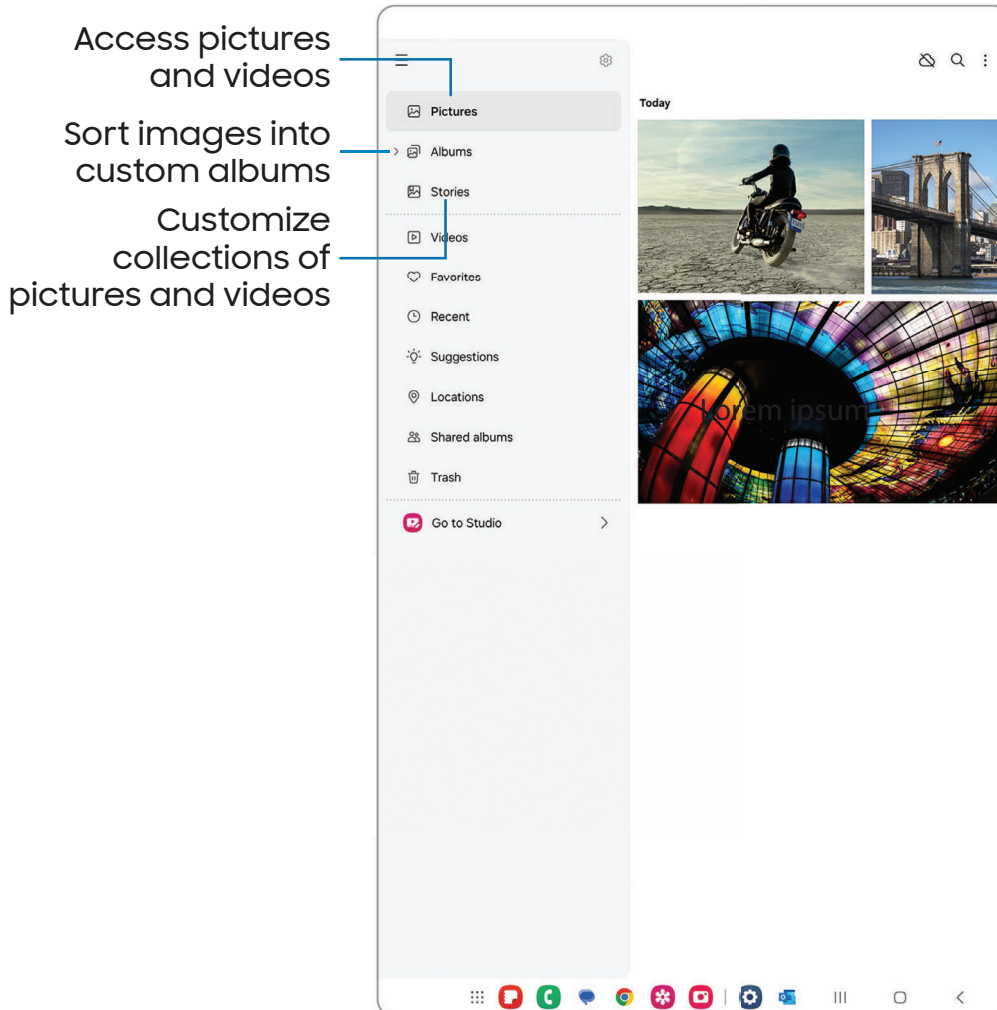 Access pictures
and videos
Sort images into
custom albums
Customize
collections of
pictures and videos
Pictures
Albums
Stories
Videos
Favorites
Recent
Suggestions
Locations
Shared albums
Trash
Go to Studio
Today
Lorem ipsum